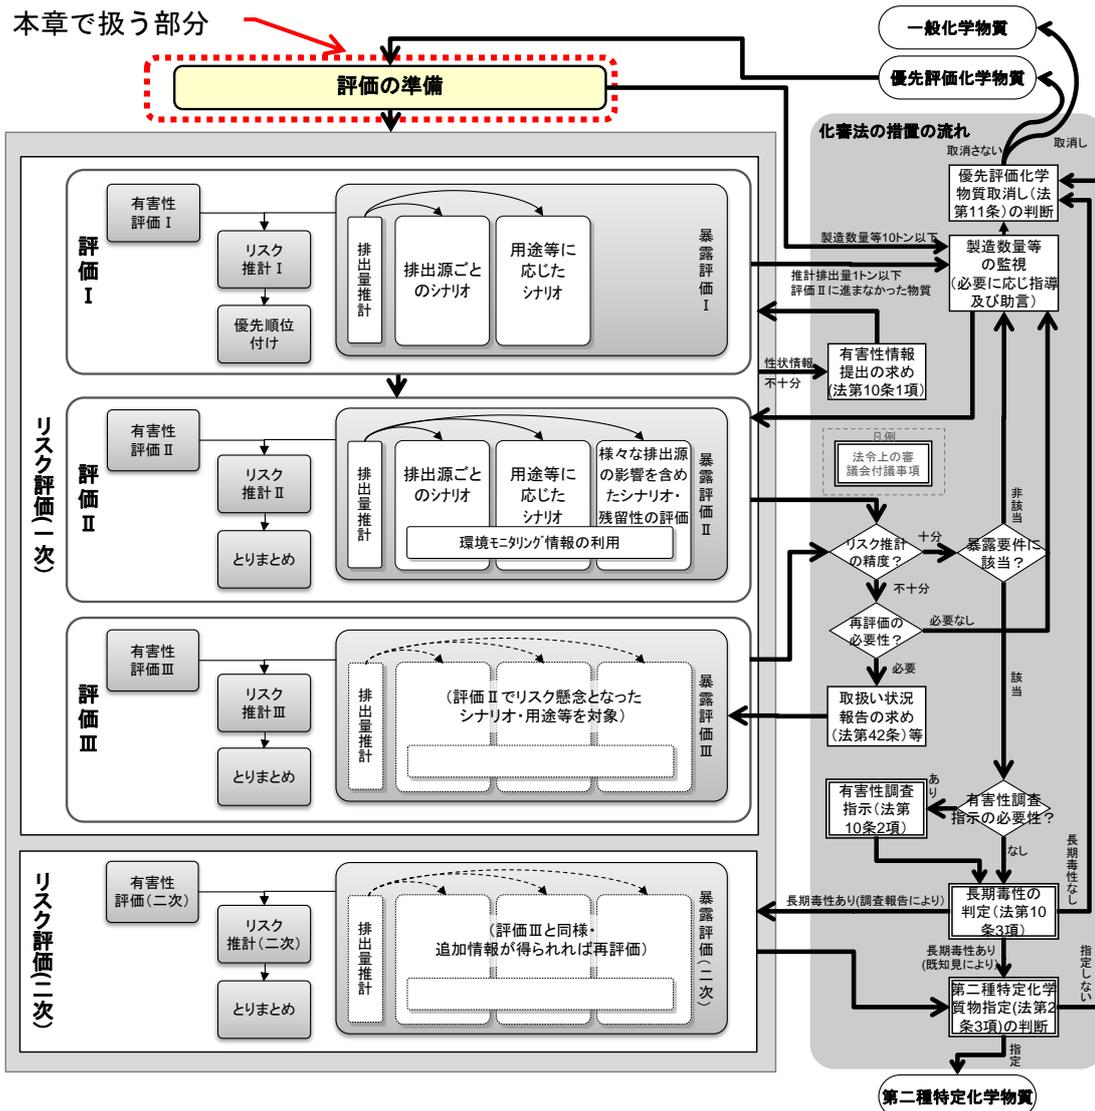 本章で扱う部分
一般化学物質
優先評価化学物質
評価の準備
化審法の措置の流れ
取消さない
取消し
優先評価化学
物質取消し(法
第11条)の判断
製造数量等10トン以下
製造数量等
の監視
(必要に応じ指導
及び助言)
推計排出量1トン以下
評価Ⅱに進まなかった物質
リスク評価(一次)
評価Ⅰ
有害性
評価Ⅰ
リスク
推計Ⅰ
優先順位
付け
排出量推計
排出源ごと
のシナリオ
用途等に
応じた
シナリオ
暴露評価Ⅰ
性状情報
不十分
有害性情報
提出の求め
(法第10条1項)
評価Ⅱ
有害性
評価Ⅱ
リスク
推計Ⅱ
とりまとめ
排出量推計
排出源ごと
のシナリオ
用途等に
応じた
シナリオ
様々な排出源
の影響を含め
たシナリオ・
残留性の評価
環境モニタリング情報の利用
暴露評価Ⅱ
凡例
法令上の審
議会付議事項
リスク推計
の精度?
十分
暴露要件に
該当?
非該当
不十分
再評価の
必要性?
必要なし
必要
該当
取扱い状況
報告の求め
(法第42条)等
評価Ⅲ
有害性
評価Ⅲ
リスク
推計Ⅲ
とりまとめ
排出量推計
(評価Ⅱでリスク懸念となった
シナリオ・用途等を対象)
暴露評価Ⅲ
あり
有害性調査
指示(法第
10条2項)
有害性調査
指示の必要性?
なし
長期毒性なし
リスク評価(二次)
有害性
評価(二次)
リスク
推計(二次)
とりまとめ
排出量推計
(評価Ⅲと同様・
追加情報が得られれば再評価)
暴露評価(二次)
長期毒性あり(調査報告により)
長期毒性の
判定(法第10
条3項)
長期毒性あり
(既知見により)
指定しない
第二種特定化学
質物指定(法第2
条3項)の判断
指定
第二種特定化学物質